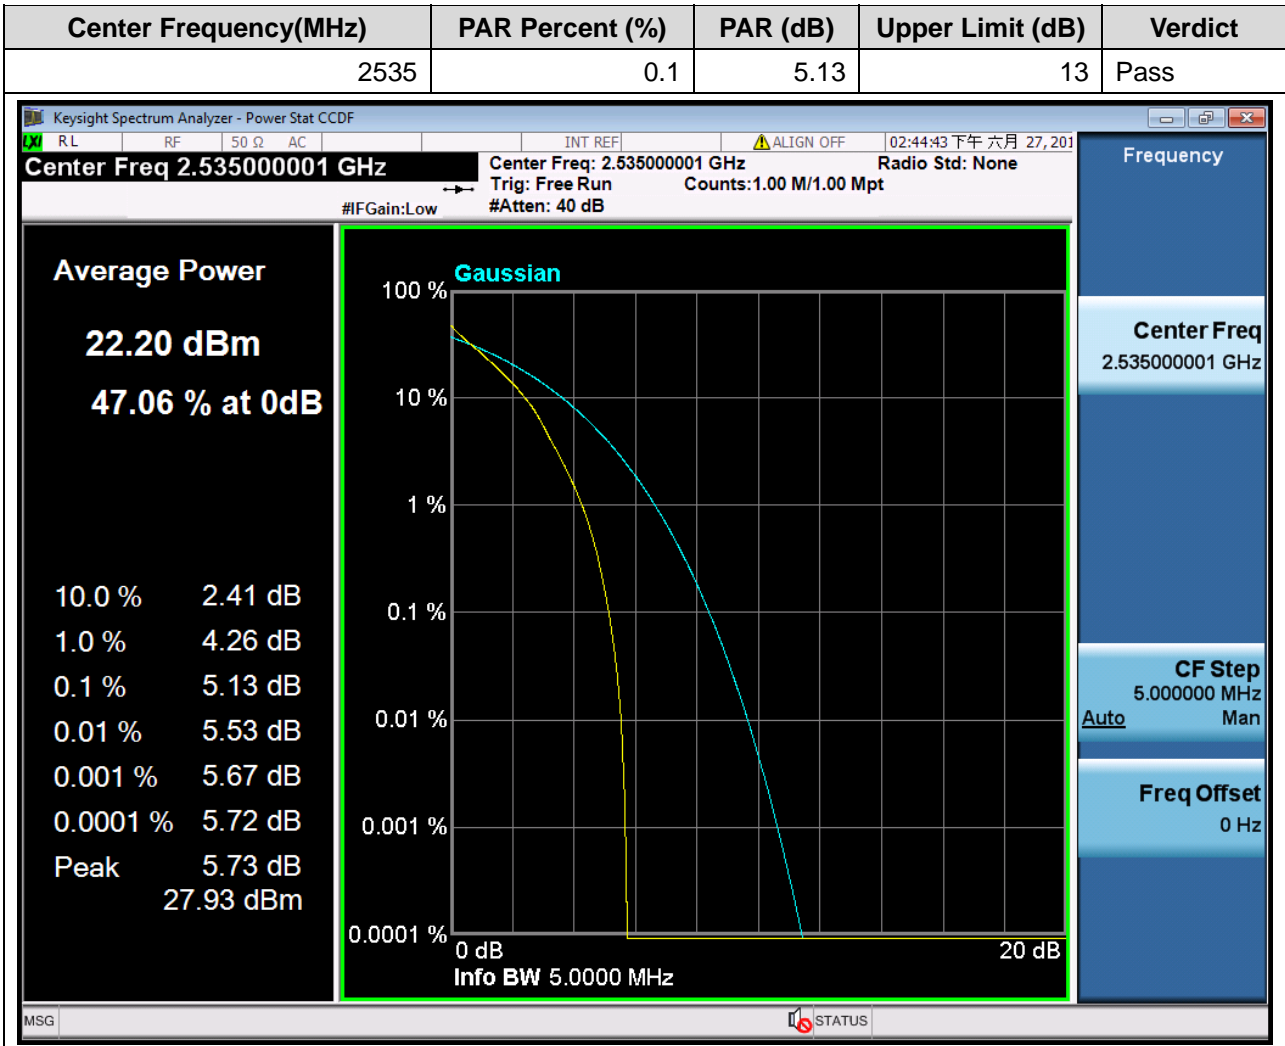 Center Frequency(MHz) PAR Percent (%) PAR (dB) Upper Limit (dB) Verdict
2535 0.1 5.13 13 Pass
Keysight Spectrum Analyzer - Power Stat CCDF
LXI RL RF 50 Ω AC INT REF ALIGN OFF 02:44:43 下午 六月 27, 201
Center Freq 2.535000001 GHz
#IFGain:Low
Center Freq: 2.535000001 GHz
Trig: Free Run
#Atten: 40 dB
Counts:1.00 M/1.00 Mpt
Radio Std: None
Average Power
22.20 dBm
47.06 % at 0dB
10.0 % 2.41 dB
1.0 % 4.26 dB
0.1 % 5.13 dB
0.01 % 5.53 dB
0.001 % 5.67 dB
0.0001 % 5.72 dB
Peak 5.73 dB
27.93 dBm
Gaussian
100 %
10 %
1 %
0.1 %
0.01 %
0.001 %
0.0001 %
0 dB 20 dB
Info BW 5.0000 MHz
Frequency
Center Freq
2.535000001 GHz
CF Step
5.000000 MHz
Auto Man
Freq Offset
0 Hz
MSG STATUS